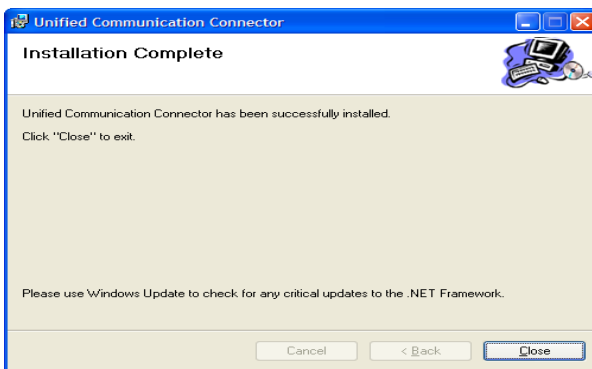 Unified Communication Connector
Installation Complete
Unified Communication Connector has been successfully installed.
Click "Close" to exit.
Please use Windows Update to check for any critical updates to the .NET Framework.
Cancel
< Back
Close